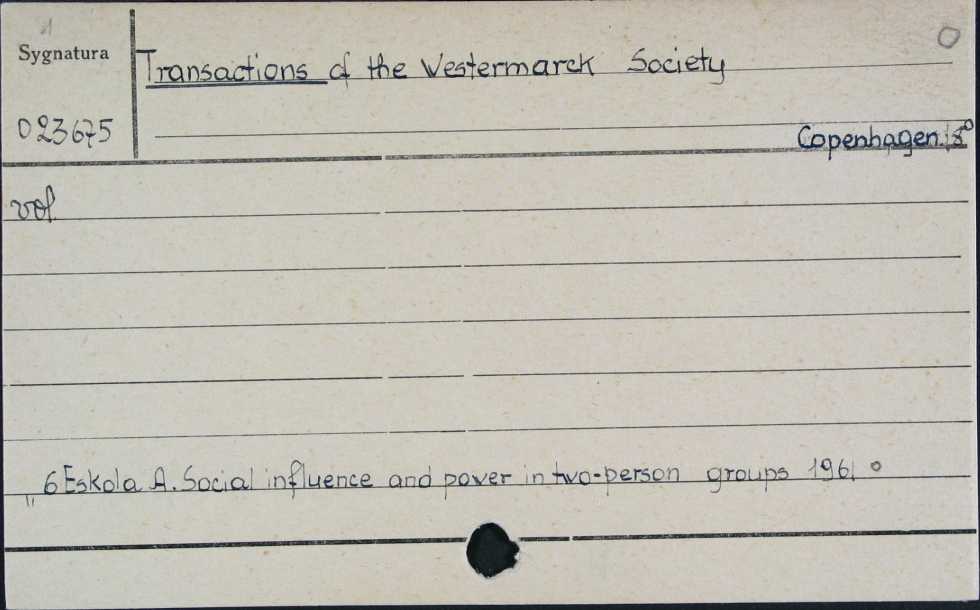 Sygnatura
Transactions of the Westermarck Society
023675
Copenhagen. 8°
vol.
" 6 Eskola A. Social influence and power in two-person groups 1961 °